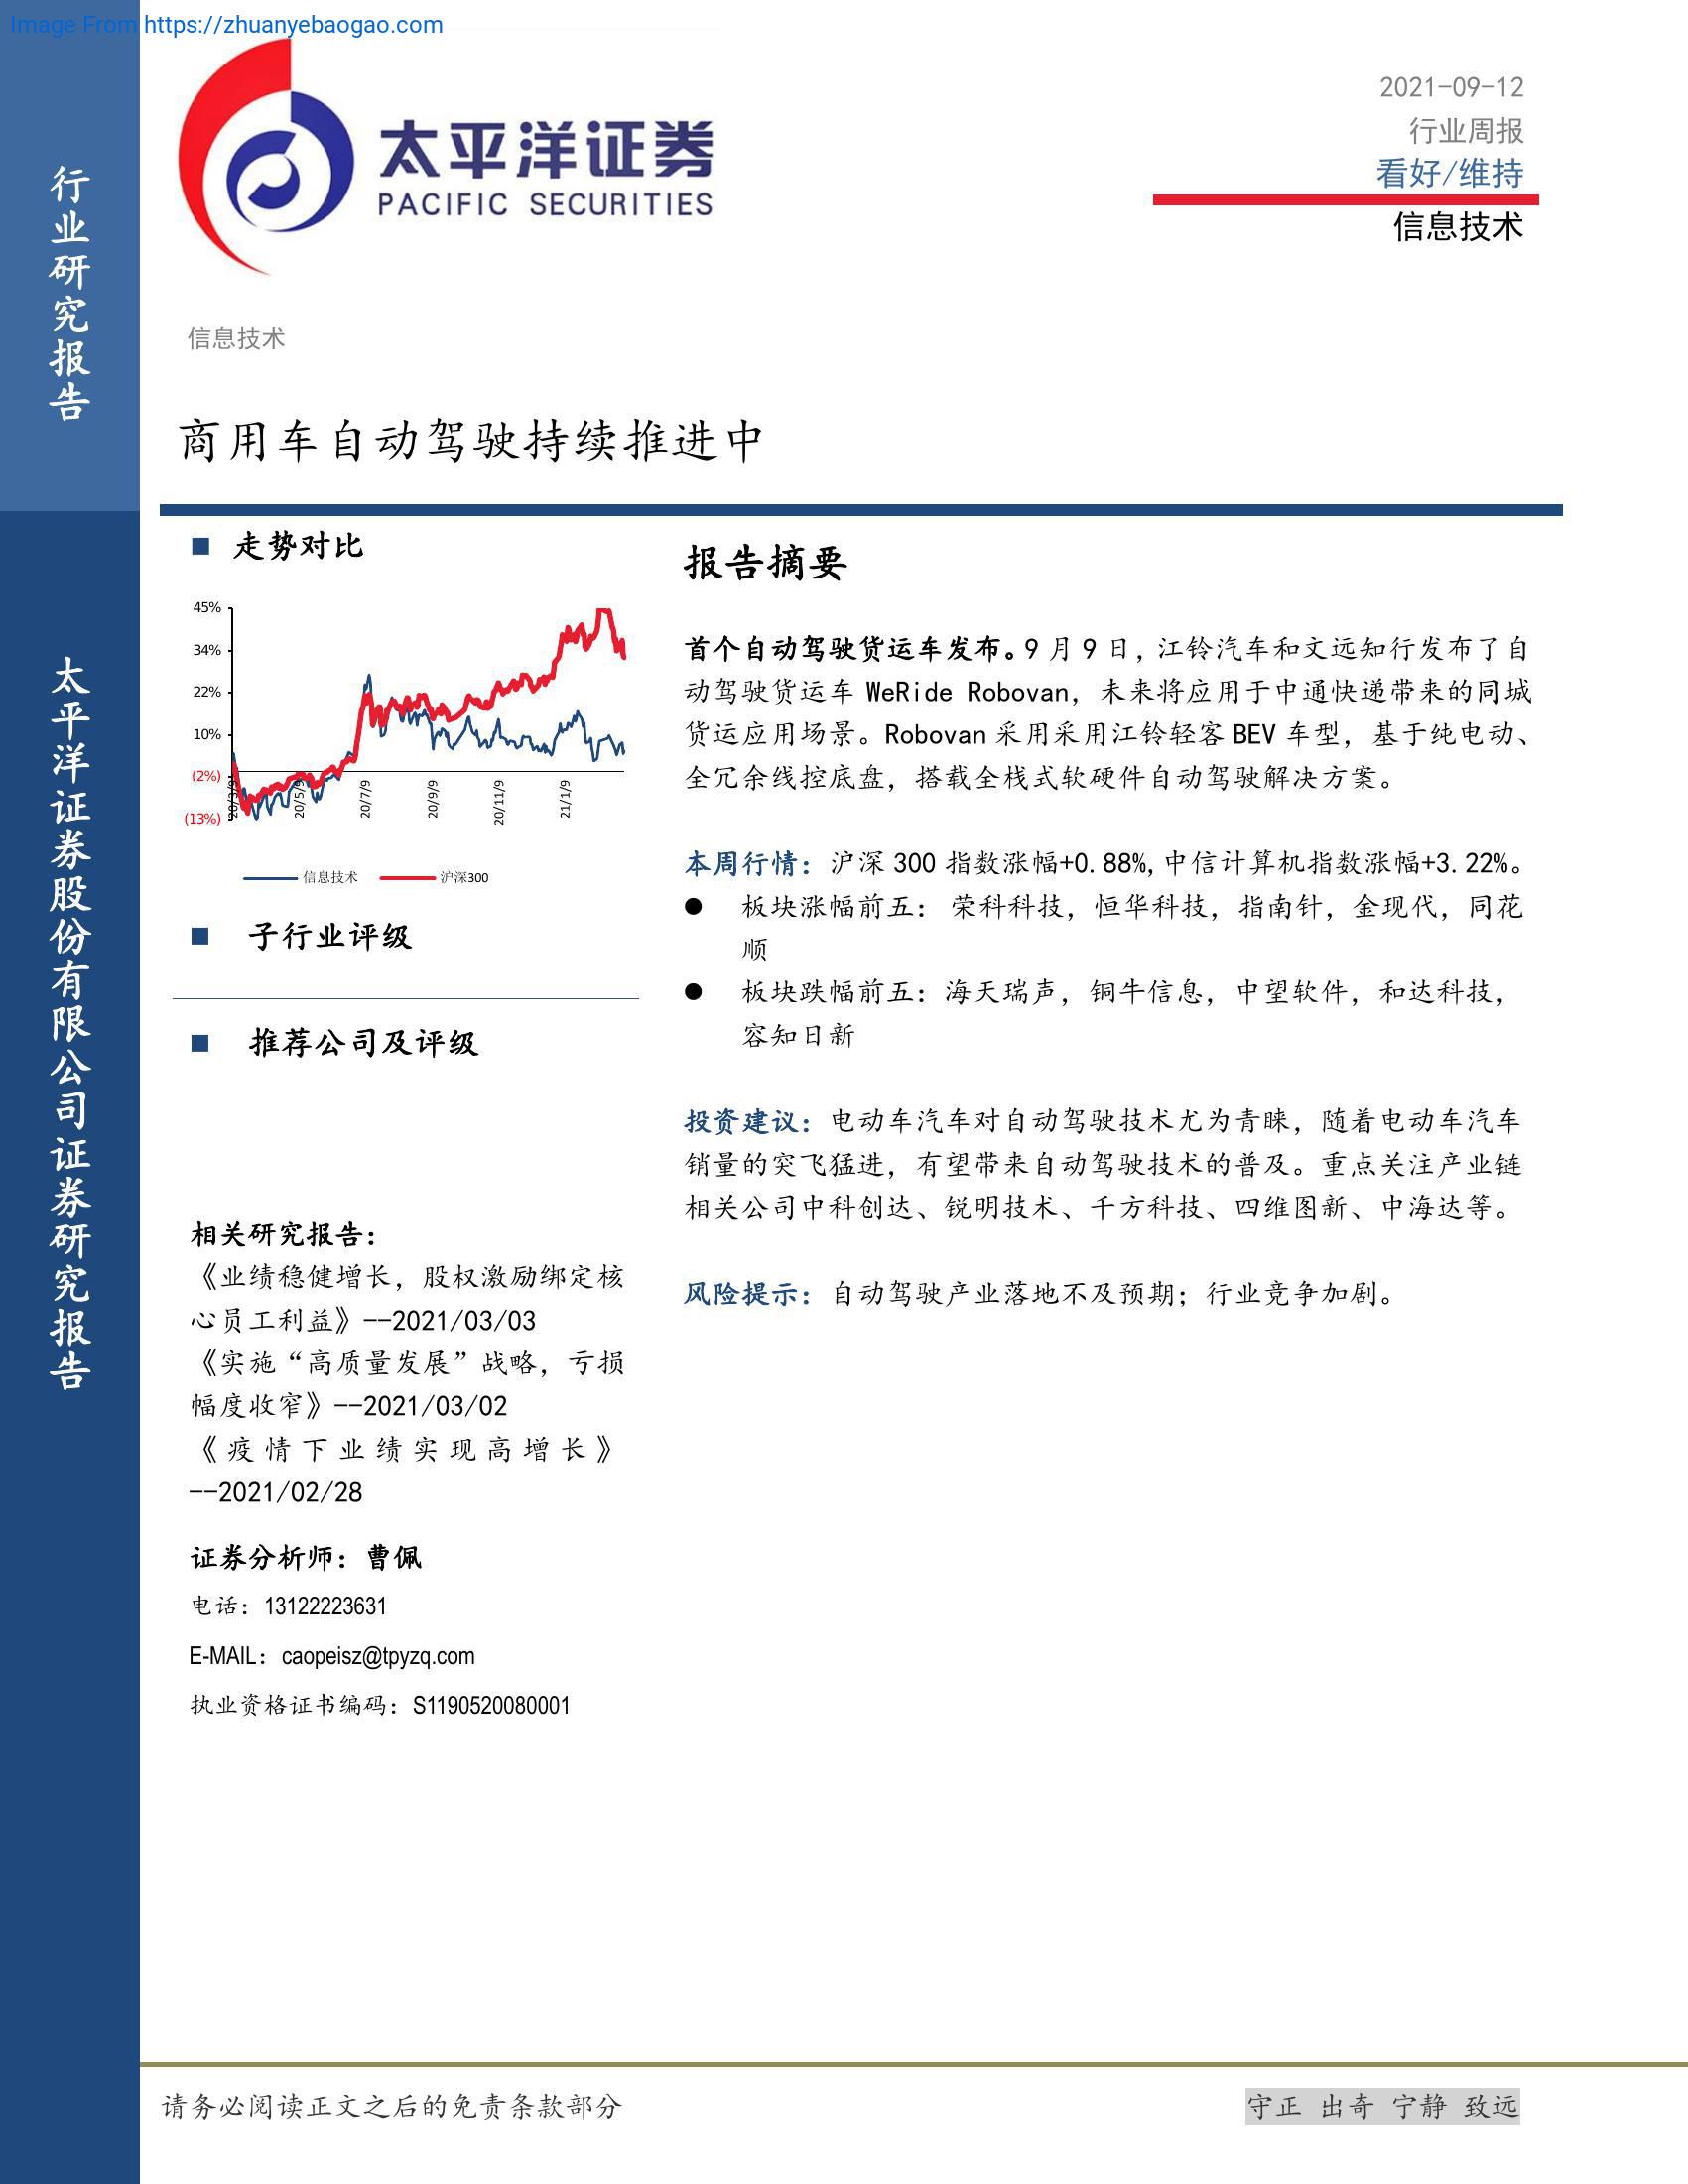 Image From https://zhuanyebaogao.com
行业研究报告
太平洋证券股份有限公司证券研究报告
太平洋证券
PACIFIC SECURITIES
2021-09-12
行业周报
看好/维持
信息技术
信息技术
商用车自动驾驶持续推进中
■ 走势对比
45%
34%
22%
10%
(2%)
(13%)
20/3/9
20/5/9
20/7/9
20/9/9
20/11/9
21/1/9
信息技术 沪深300
■ 子行业评级
■ 推荐公司及评级
相关研究报告：
《业绩稳健增长，股权激励绑定核
心员工利益》--2021/03/03
《实施“高质量发展”战略，亏损
幅度收窄》--2021/03/02
《疫情下业绩实现高增长》
--2021/02/28
证券分析师：曹佩
电话：13122223631
E-MAIL：caopeisz@tpyzq.com
执业资格证书编码：S1190520080001
报告摘要
首个自动驾驶货运车发布。9 月 9 日，江铃汽车和文远知行发布了自
动驾驶货运车 WeRide Robovan，未来将应用于中通快递带来的同城
货运应用场景。Robovan 采用采用江铃轻客 BEV 车型，基于纯电动、
全冗余线控底盘，搭载全栈式软硬件自动驾驶解决方案。
本周行情：沪深 300 指数涨幅+0.88%,中信计算机指数涨幅+3.22%。
● 板块涨幅前五： 荣科科技，恒华科技，指南针，金现代，同花
顺
● 板块跌幅前五：海天瑞声，铜牛信息，中望软件，和达科技，
容知日新
投资建议：电动车汽车对自动驾驶技术尤为青睐，随着电动车汽车
销量的突飞猛进，有望带来自动驾驶技术的普及。重点关注产业链
相关公司中科创达、锐明技术、千方科技、四维图新、中海达等。
风险提示：自动驾驶产业落地不及预期；行业竞争加剧。
请务必阅读正文之后的免责条款部分
守正 出奇 宁静 致远